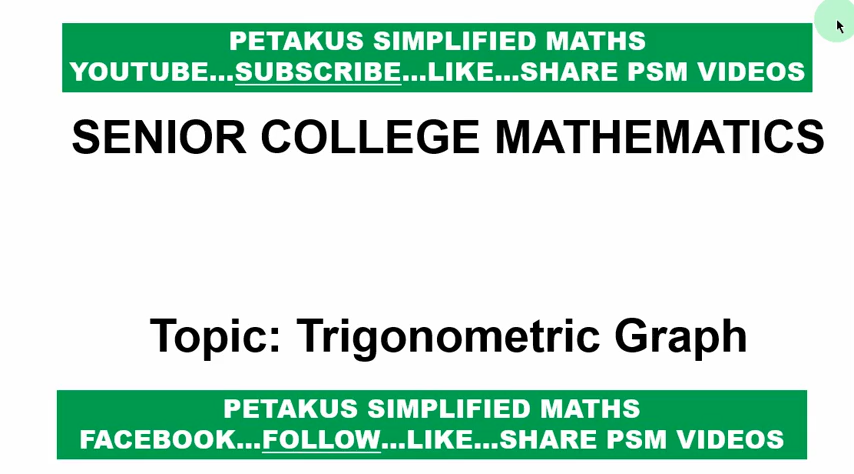 PETAKUS SIMPLIFIED MATHS
YOUTUBE...SUBSCRIBE...LIKE...SHARE PSM VIDEOS
SENIOR COLLEGE MATHEMATICS
Topic: Trigonometric Graph
PETAKUS SIMPLIFIED MATHS
FACEBOOK...FOLLOW...LIKE...SHARE PSM VIDEOS